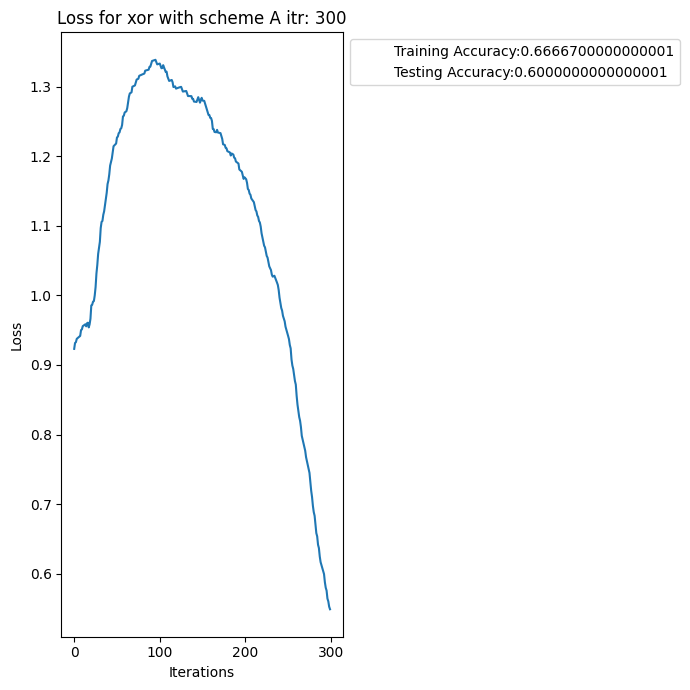 Loss for xor with scheme A itr: 300
Training Accuracy:0.6666700000000001
Testing Accuracy:0.6000000000000001
1.3
1.2
1.1
1.0
0.9
0.8
0.7
0.6
Loss
0
100
200
300
Iterations